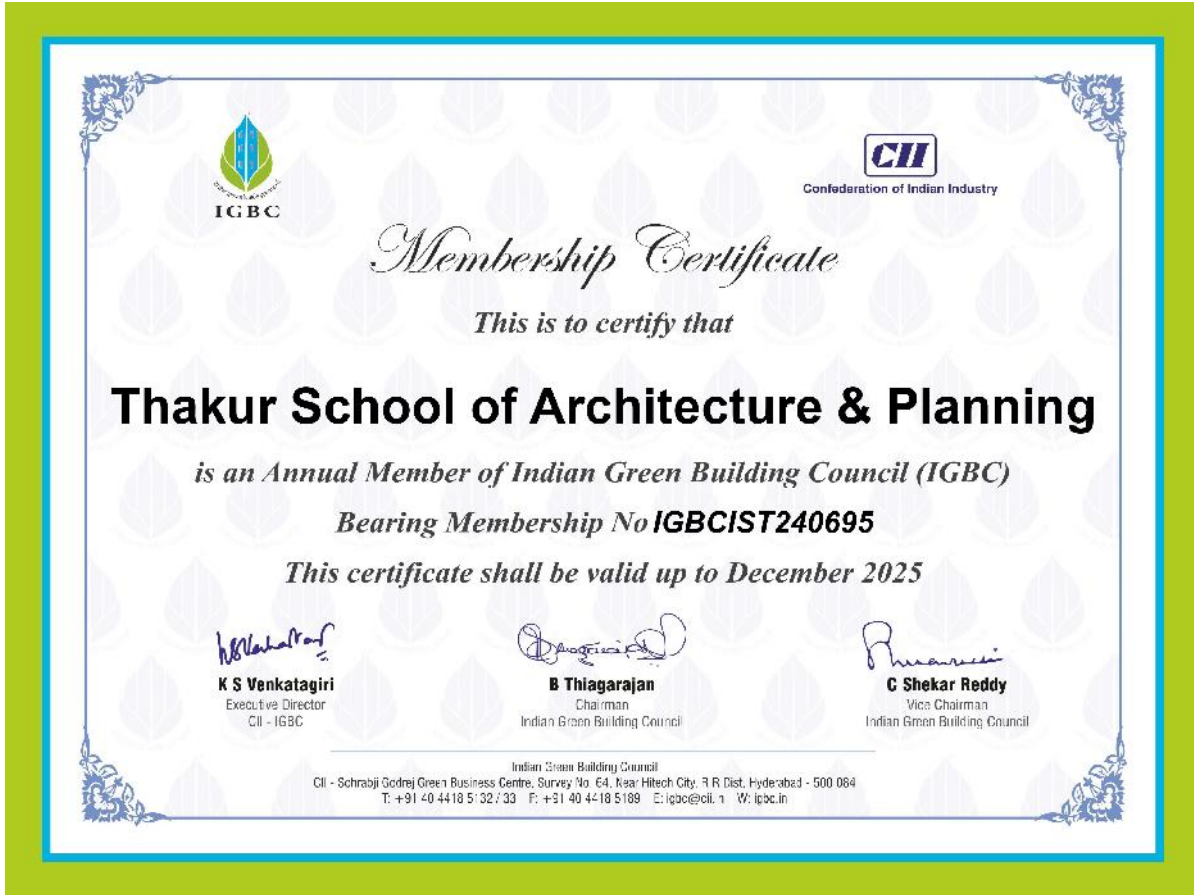 IGBC
CII
Confederation of Indian Industry
Membership Certificate
This is to certify that
Thakur School of Architecture & Planning
is an Annual Member of Indian Green Building Council (IGBC)
Bearing Membership No IGBCIST240695
This certificate shall be valid up to December 2025
K S Venkatagiri
Executive Director
CII - IGBC
B Thiagarajan
Chairman
Indian Green Building Council
C Shekar Reddy
Vice Chairman
Indian Green Building Council
Indian Green Building Council
CII - Sohrabji Godrej Green Business Centre, Survey No. 64, Near Hitech City, R R Dist, Hyderabad - 500 084
T: +91 40 4418 5132 / 33 F: +91 40 4418 5189 E: igbc@cii.in W: igbc.in